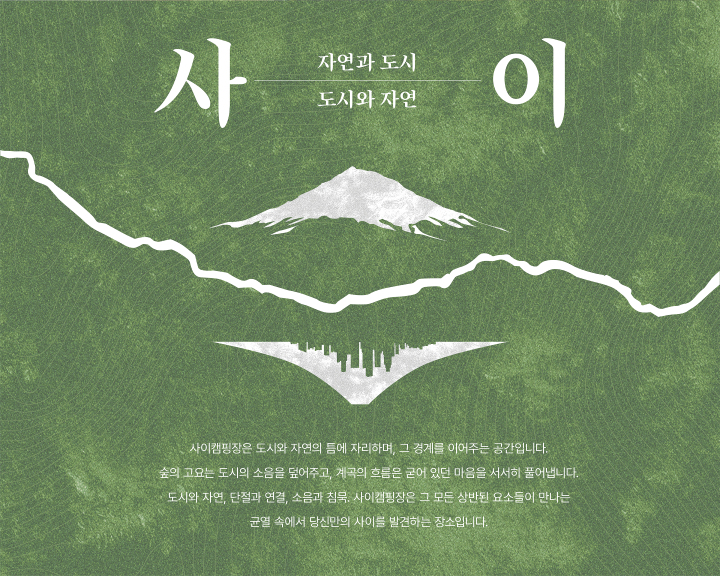 사 이
자연과 도시
도시와 자연
사이캠핑장은 도시와 자연의 틈에 자리하며, 그 경계를 이어주는 공간입니다.
숲의 고요는 도시의 소음을 덮어주고, 계곡의 흐름은 굳어 있던 마음을 서서히 풀어냅니다.
도시와 자연, 단절과 연결, 소음과 침묵. 사이캠핑장은 그 모든 상반된 요소들이 만나는
균열 속에서 당신만의 사이를 발견하는 장소입니다.